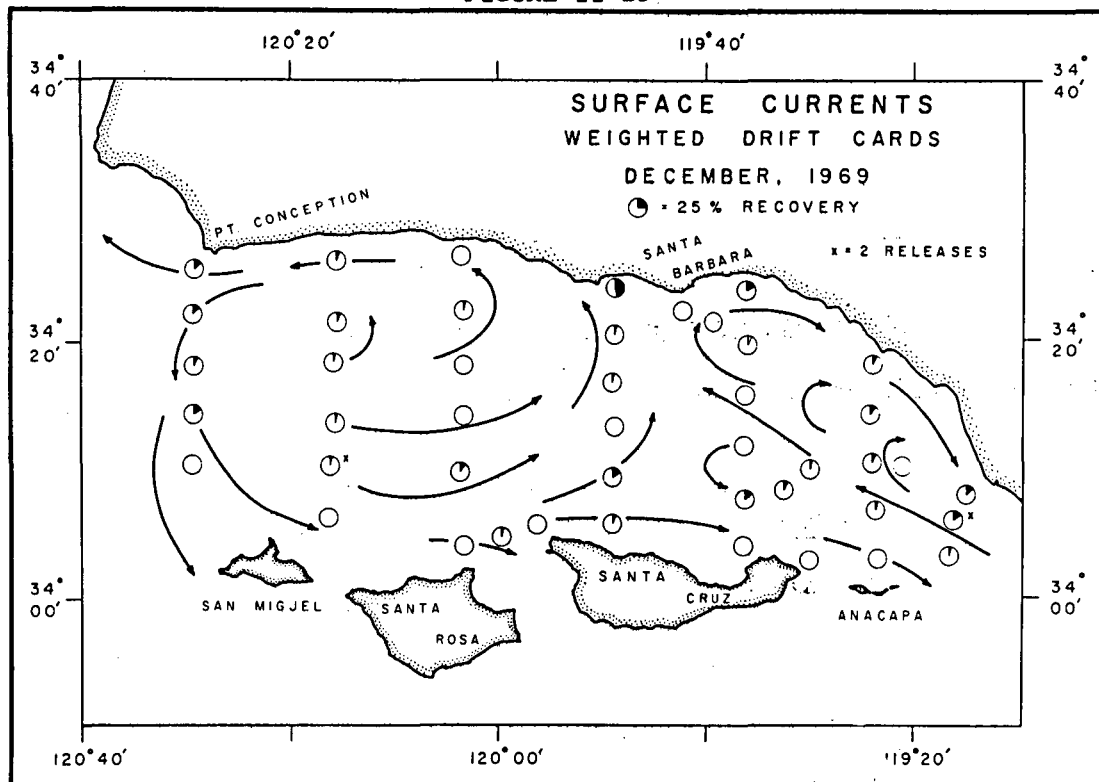 120°20′ 119°40′
34° 40′ 34° 40′
SURFACE CURRENTS
WEIGHTED DRIFT CARDS
DECEMBER, 1969
= 25% RECOVERY
x = 2 RELEASES
PT. CONCEPTION
SANTA BARBARA
34° 20′ 34° 20′
x
x
34° 00′ 34° 00′
SAN MIGJEL
SANTA ROSA
SANTA CRUZ
ANACAPA
120°40′ 120°00′ 119°20′